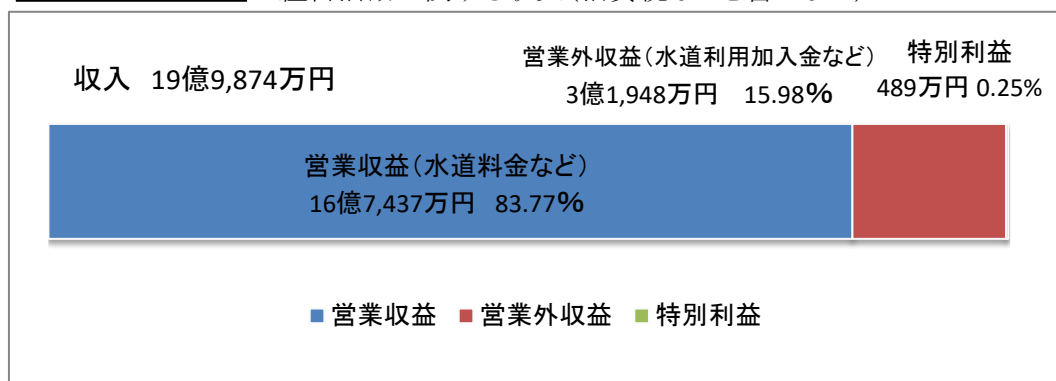 収入 19億9,874万円
営業外収益(水道利用加入金など)
3億1,948万円 15.98%
特別利益
489万円 0.25%
営業収益(水道料金など)
16億7,437万円 83.77%
営業収益 営業外収益 特別利益